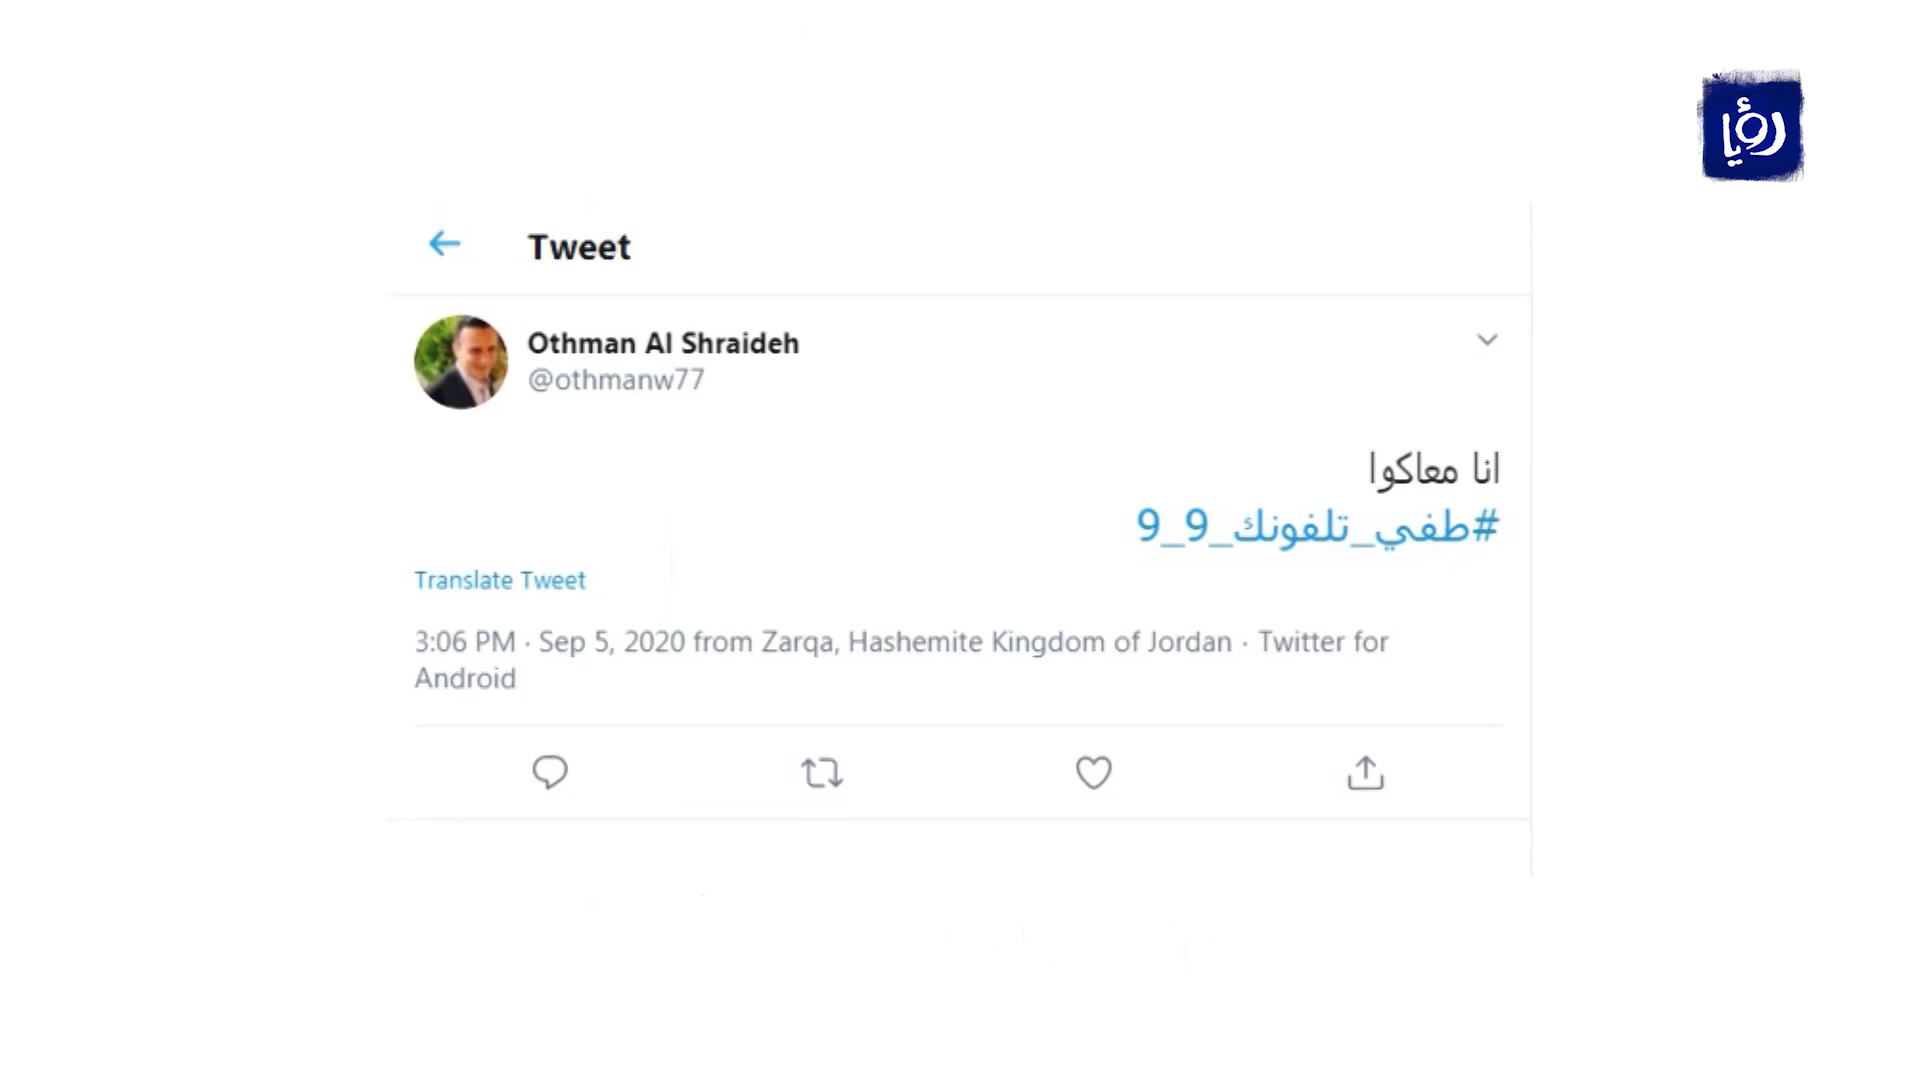 رؤيا
Tweet
Othman Al Shraideh
@othmanw77
انا معاكوا
#طفي_تلفونك_9_9
Translate Tweet
3:06 PM · Sep 5, 2020 from Zarqa, Hashemite Kingdom of Jordan · Twitter for
Android